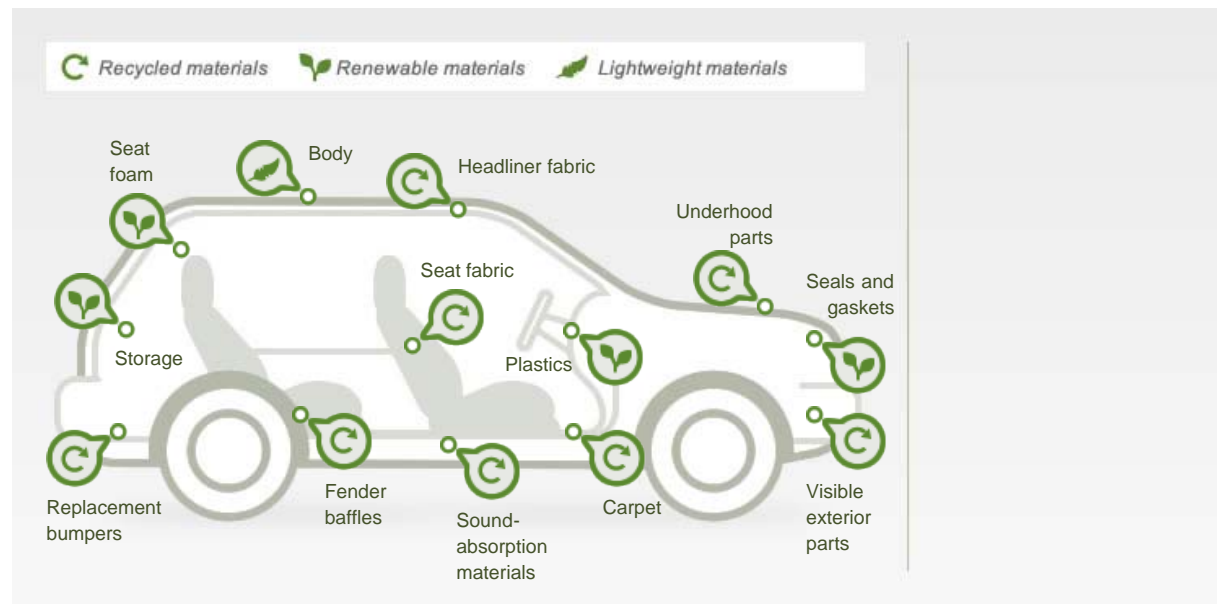 Recycled materials Renewable materials Lightweight materials
Seat
foam
Body
Headliner fabric
Underhood
parts
Seat fabric
Seals and
gaskets
Storage
Plastics
Replacement
bumpers
Fender
baffles
Sound-
absorption
materials
Carpet
Visible
exterior
parts